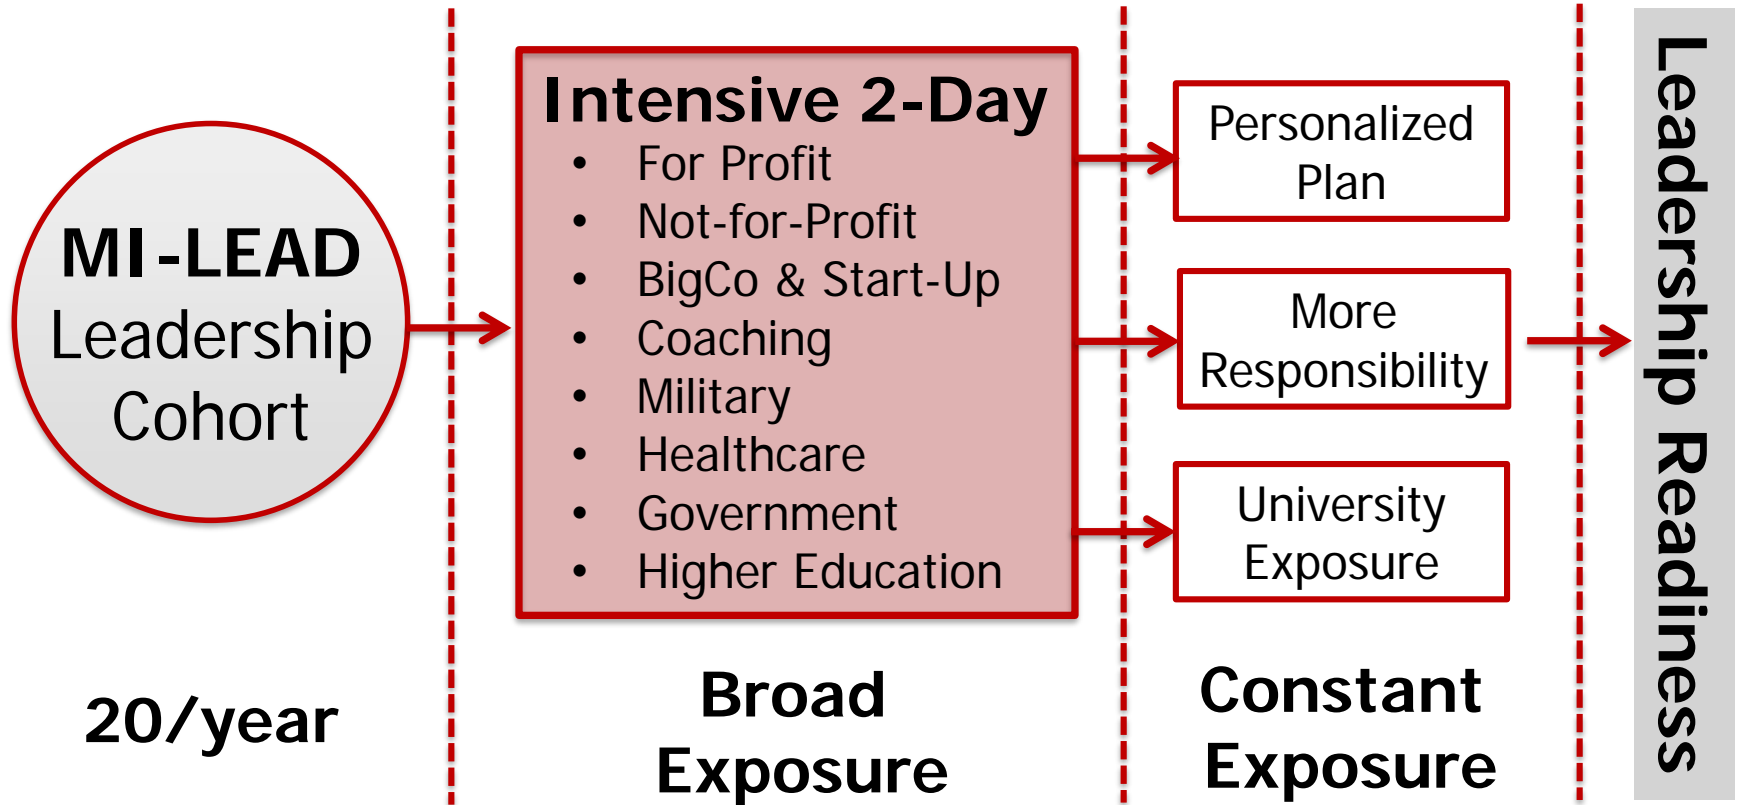 MI-LEAD
Leadership
Cohort
20/year
Intensive 2-Day
• For Profit
• Not-for-Profit
• BigCo & Start-Up
• Coaching
• Military
• Healthcare
• Government
• Higher Education
Broad
Exposure
Personalized
Plan
More
Responsibility
University
Exposure
Constant
Exposure
Leadership Readiness